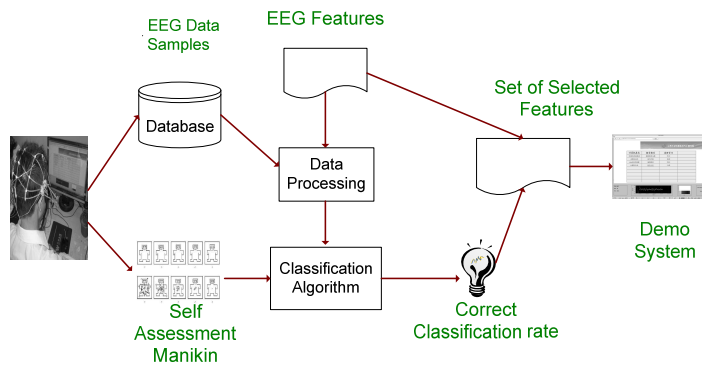 EEG Data
Samples
EEG Features
Database
Data
Processing
Set of Selected
Features
Classification
Algorithm
Self
Assessment
Manikin
Correct
Classification rate
Demo
System